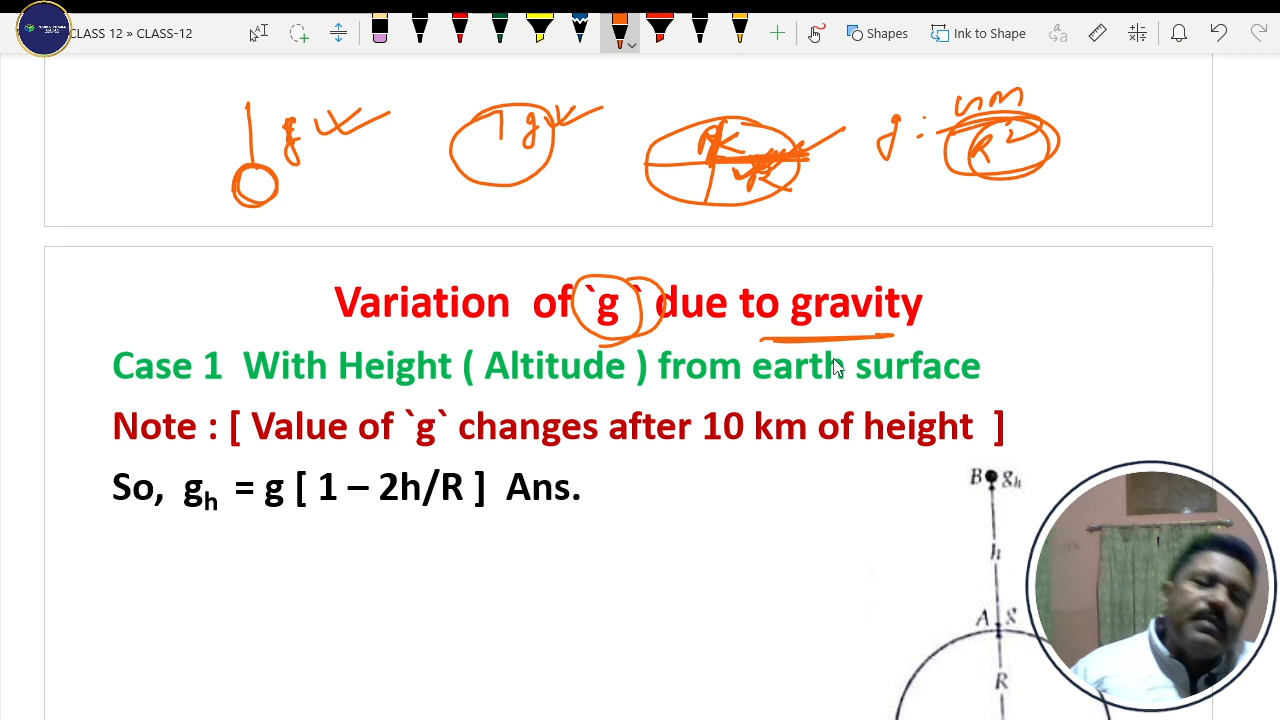 CLASS 12 » CLASS-12
Shapes
Ink to Shape
g
g
R
R
g : R²
Variation of `g ` due to gravity
Case 1 With Height ( Altitude ) from earth surface
Note : [ Value of `g` changes after 10 km of height ]
So, gₕ = g [ 1 – 2h/R ] Ans.
B gₕ
h
A g
R